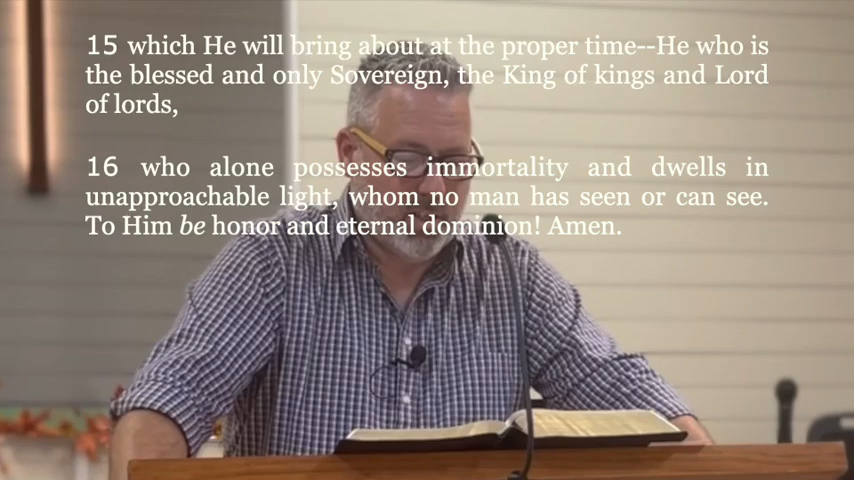 15 which He will bring about at the proper time--He who is
the blessed and only Sovereign, the King of kings and Lord
of lords,
16 who alone possesses immortality and dwells in
unapproachable light, whom no man has seen or can see.
To Him be honor and eternal dominion! Amen.